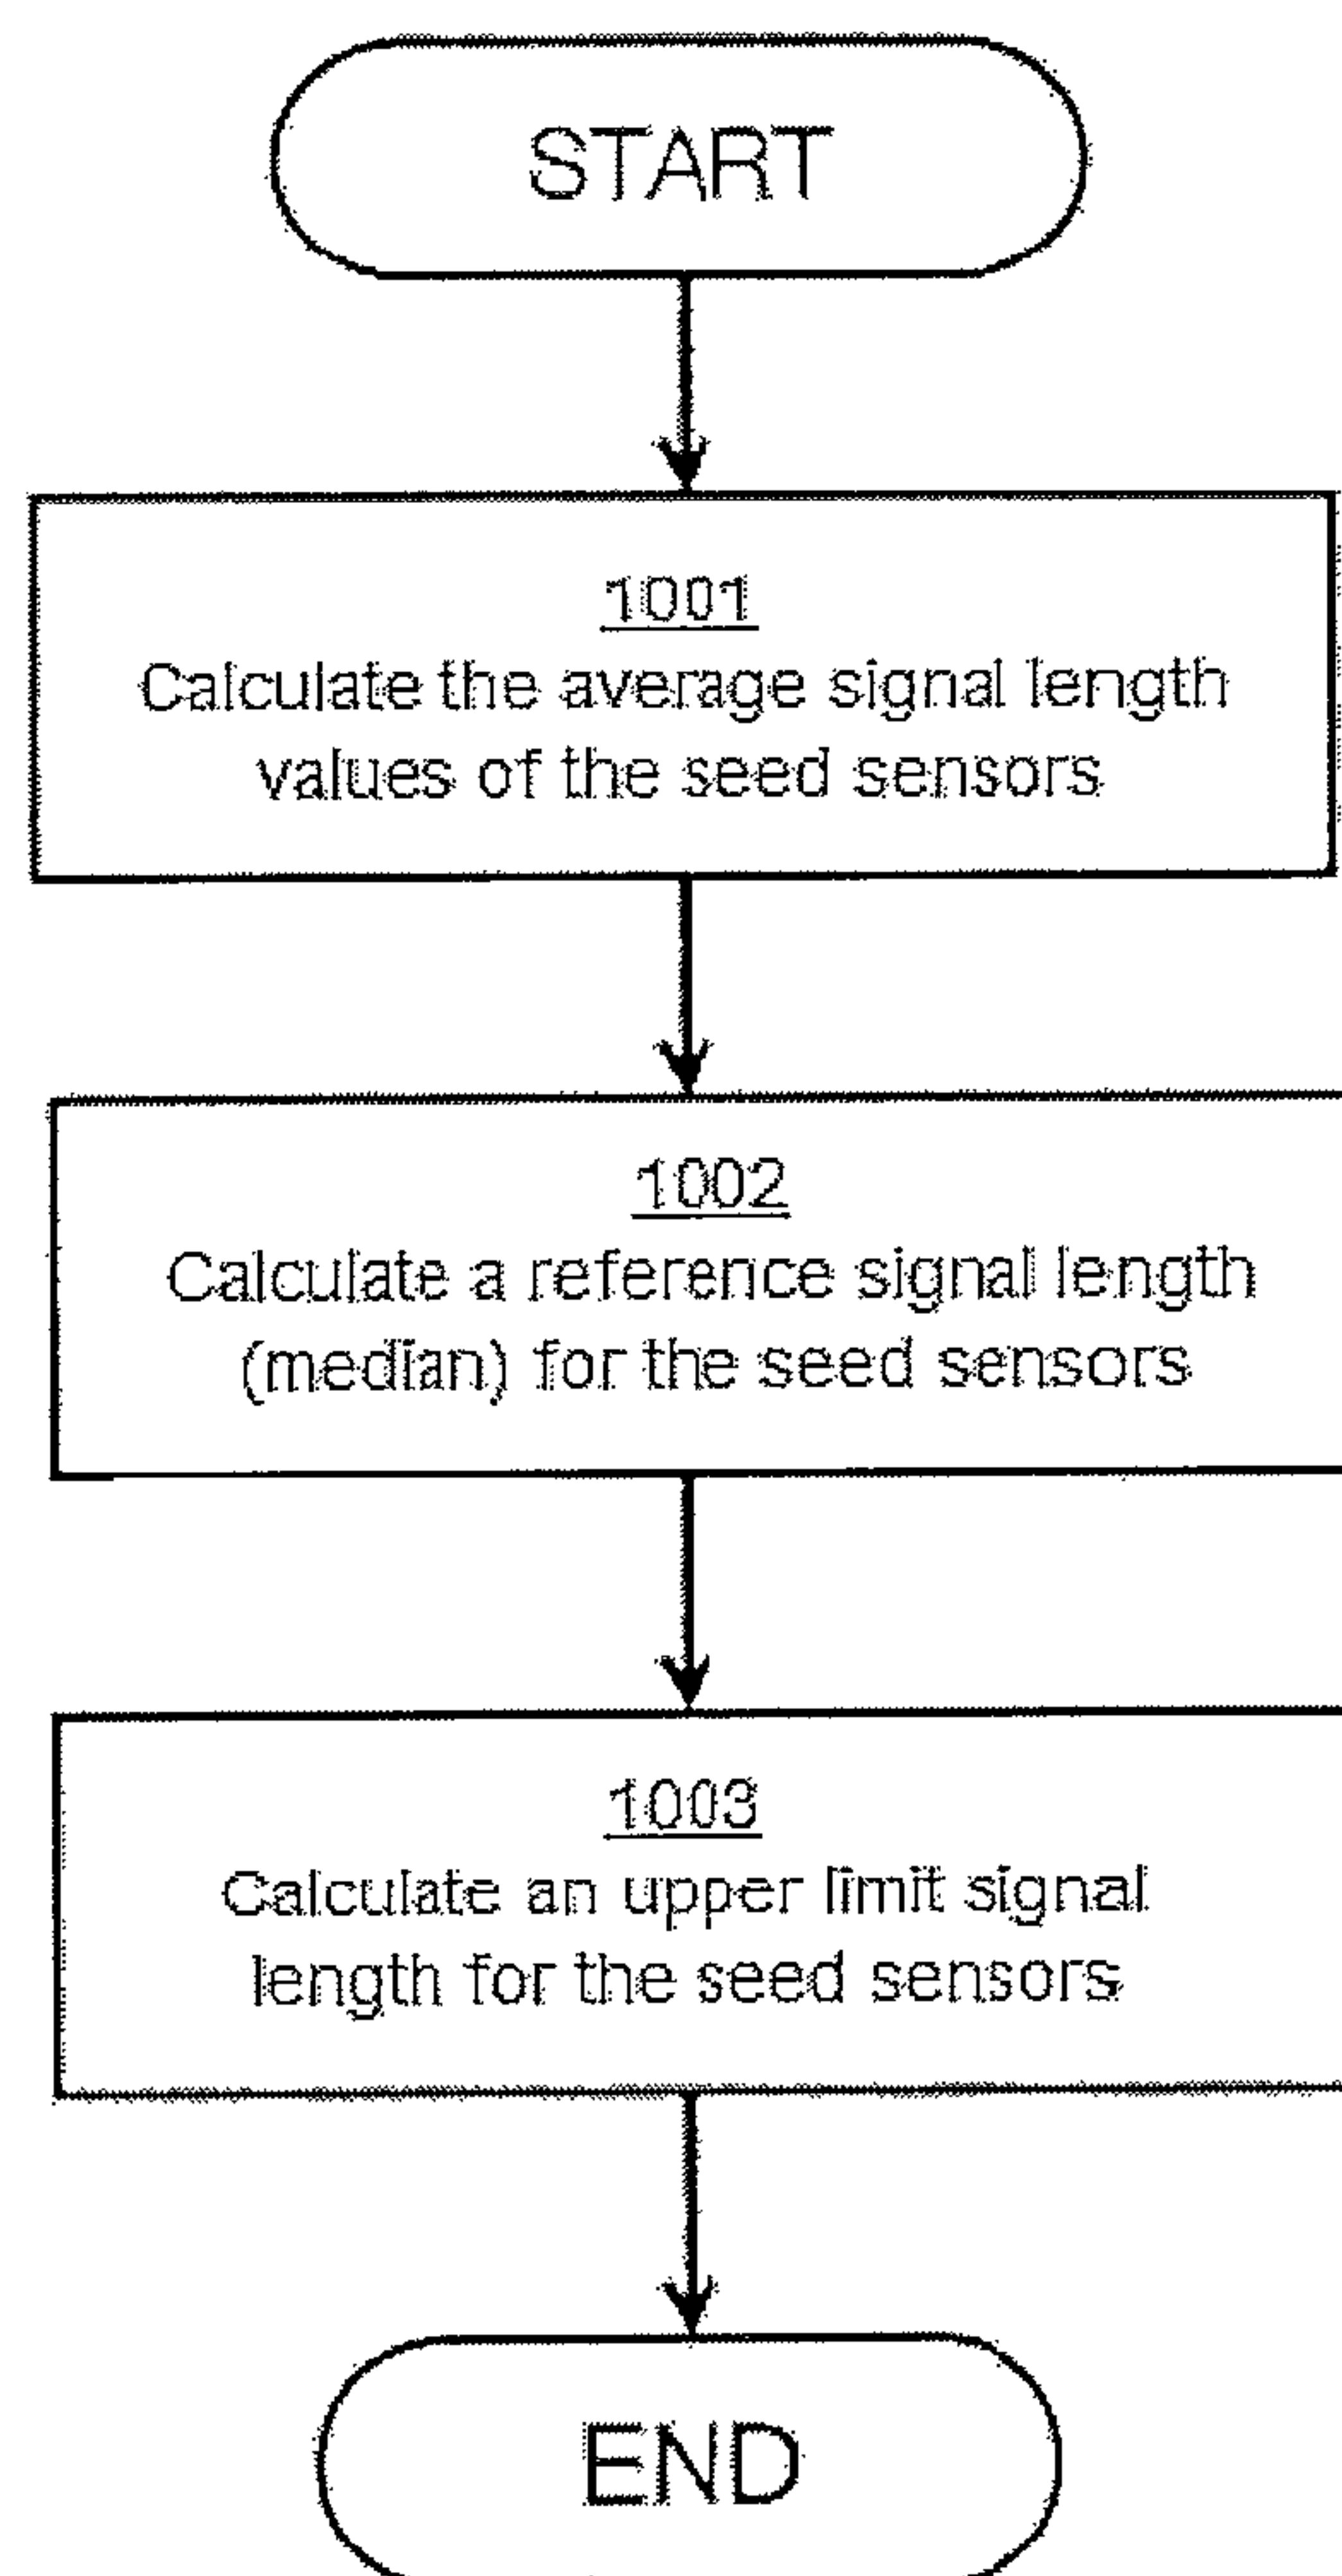 START
1001
Calculate the average signal length
values of the seed sensors
1002
Calculate a reference signal length
(median) for the seed sensors
1003
Calculate an upper limit signal
length for the seed sensors
END